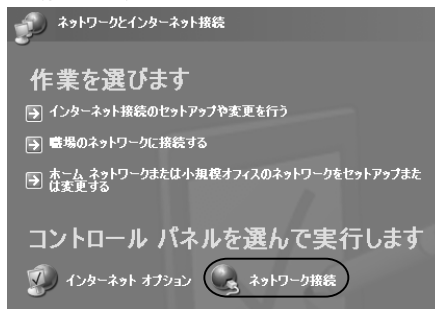 ネットワークとインターネット接続
作業を選びます
インターネット接続のセットアップや変更を行う
職場のネットワークに接続する
ホーム ネットワークまたは小規模オフィスのネットワークをセットアップまた
は変更する
コントロール パネルを選んで実行します
インターネット オプション
ネットワーク接続